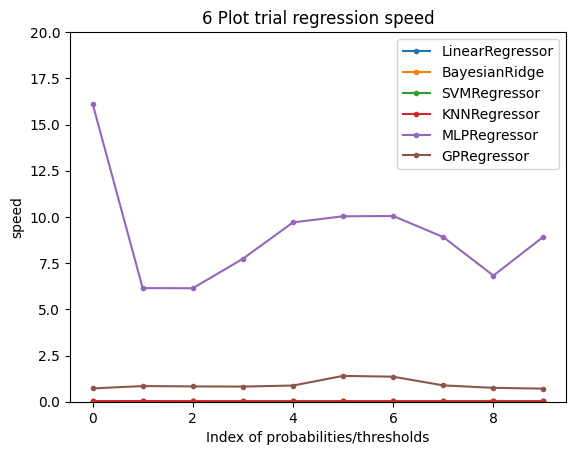 6 Plot trial regression speed
20.0
17.5
15.0
12.5
10.0
7.5
5.0
2.5
0.0
speed
LinearRegressor
BayesianRidge
SVMRegressor
KNNRegressor
MLPRegressor
GPRegressor
0 2 4 6 8
Index of probabilities/thresholds